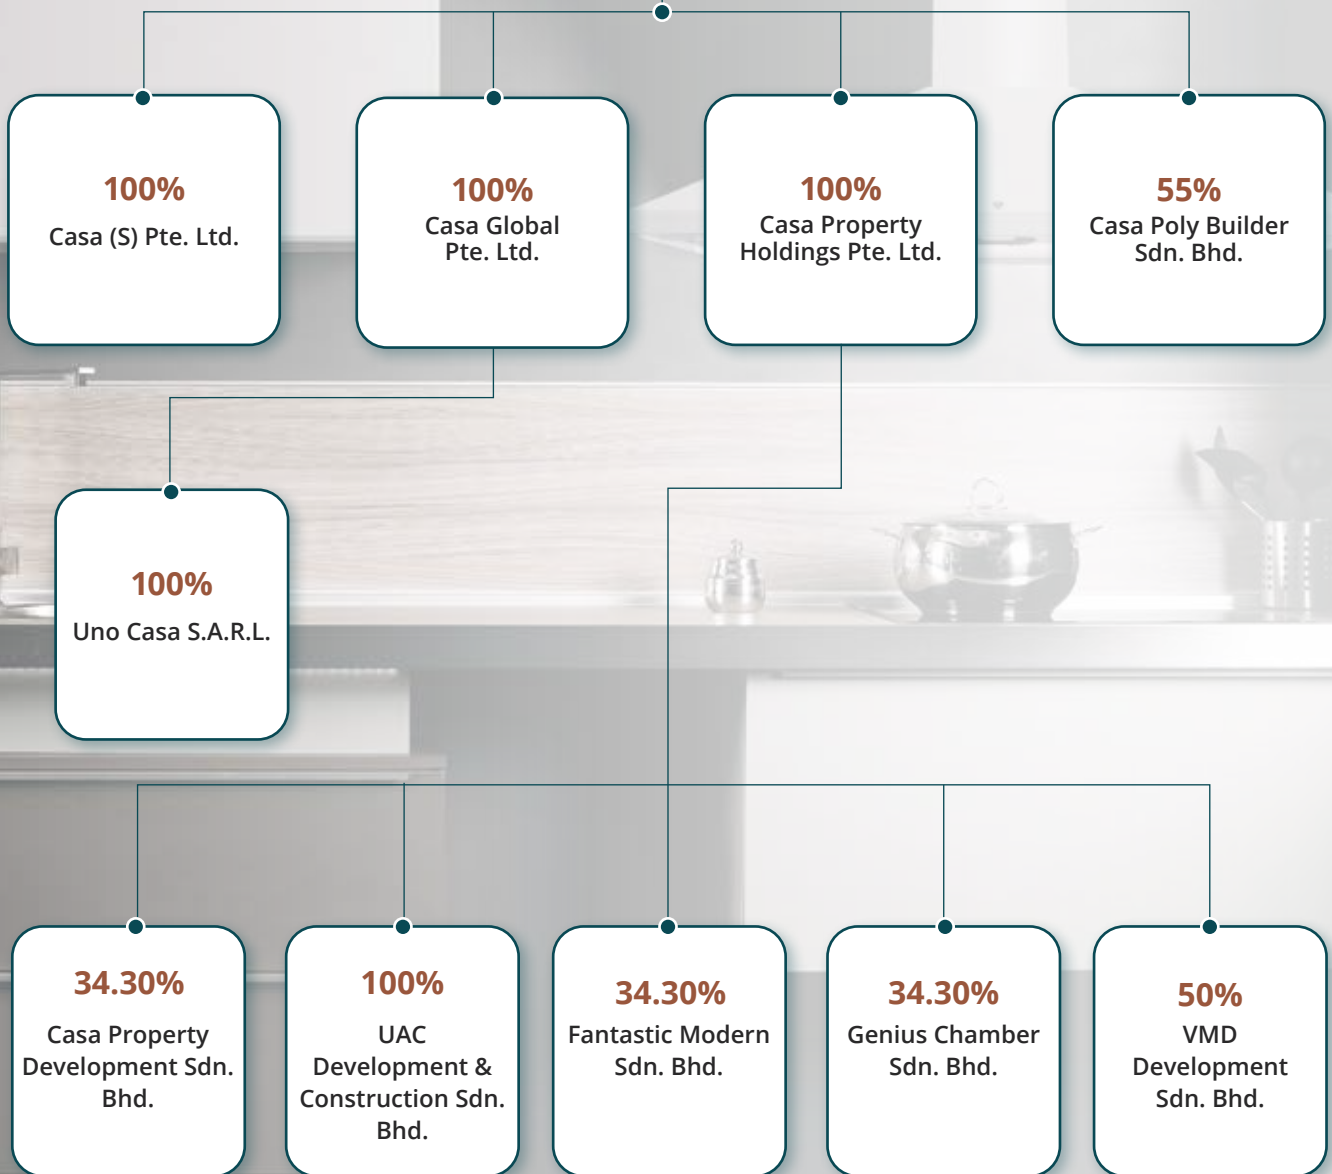 100%
Casa (S) Pte. Ltd.
100%
Casa Global
Pte. Ltd.
100%
Casa Property
Holdings Pte. Ltd.
55%
Casa Poly Builder
Sdn. Bhd.
100%
Uno Casa S.A.R.L.
34.30%
Casa Property
Development Sdn.
Bhd.
100%
UAC
Development &
Construction Sdn.
Bhd.
34.30%
Fantastic Modern
Sdn. Bhd.
34.30%
Genius Chamber
Sdn. Bhd.
50%
VMD
Development
Sdn. Bhd.